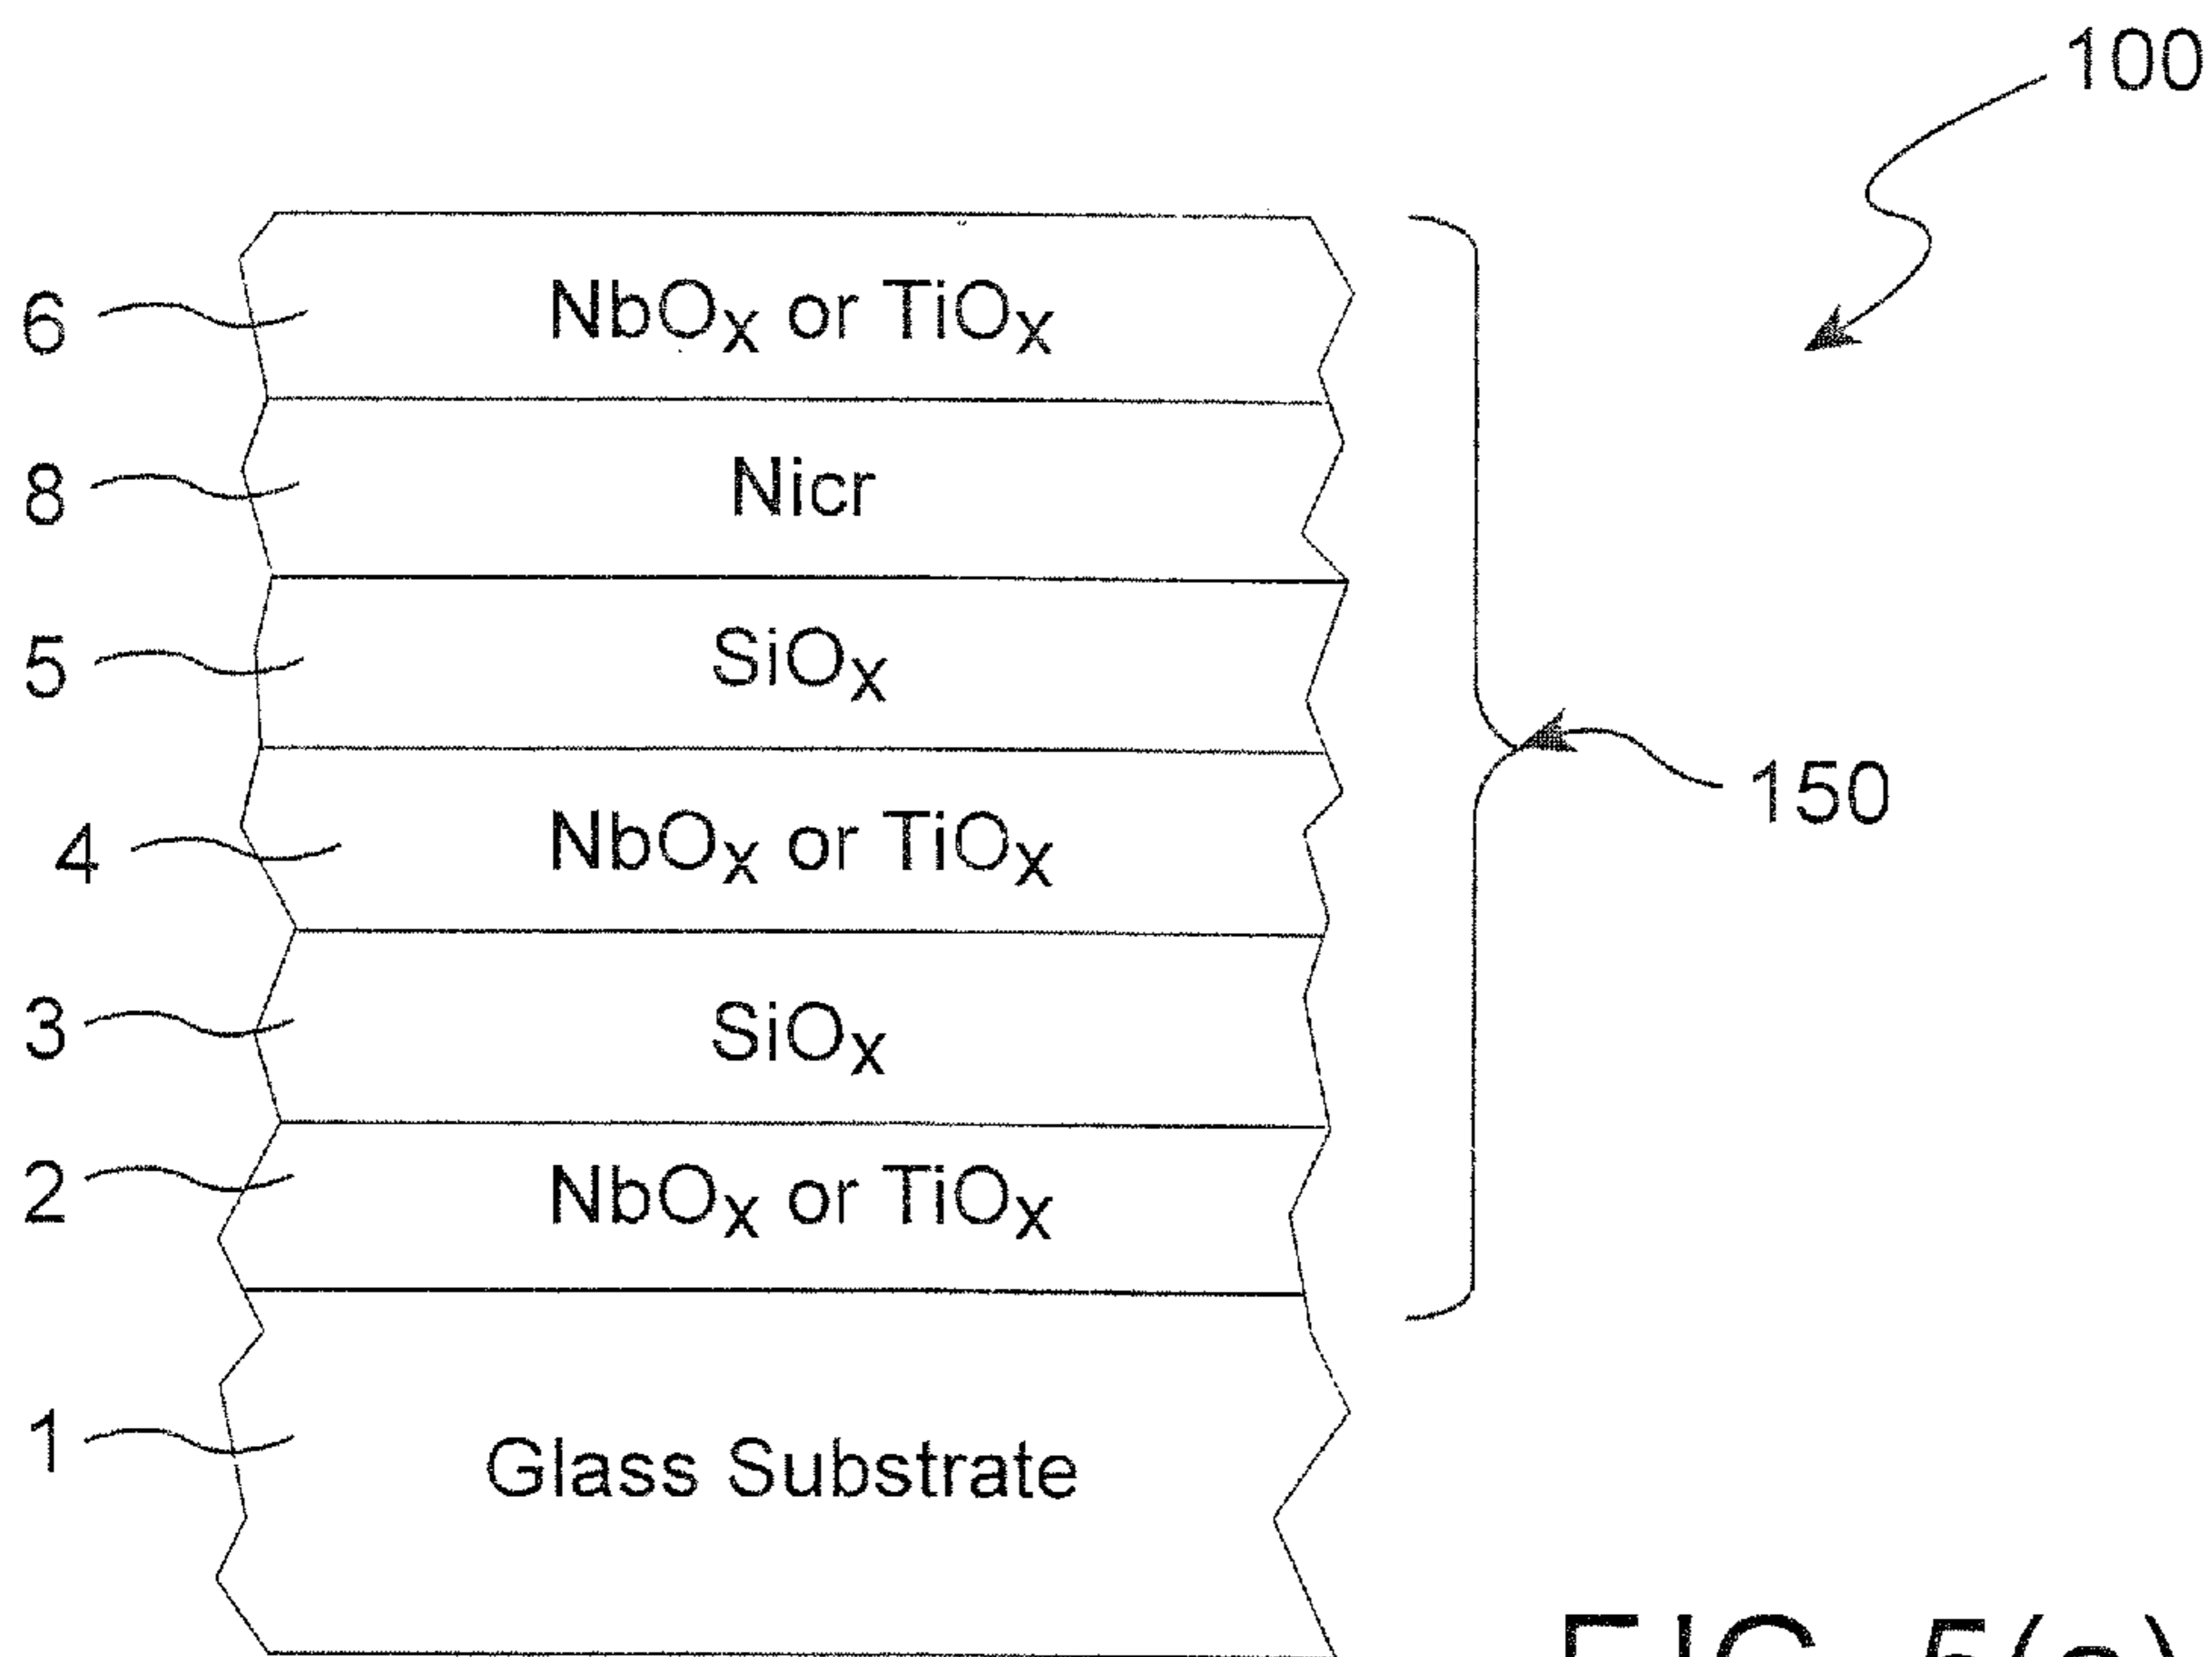 100
6 NbOx or TiOx
8 Nicr
5 SiOx
150
4 NbOx or TiOx
3 SiOx
2 NbOx or TiOx
1 Glass Substrate